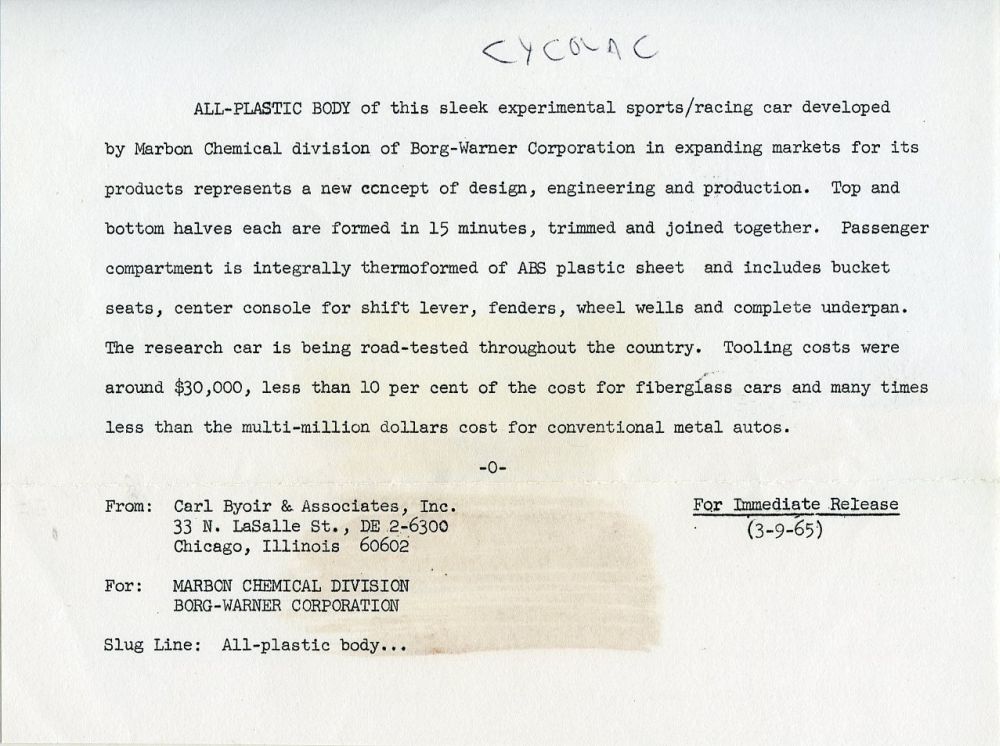 CYCOLAC
ALL-PLASTIC BODY of this sleek experimental sports/racing car developed
by Marbon Chemical division of Borg-Warner Corporation in expanding markets for its
products represents a new ccncept of design, engineering and production. Top and
bottom halves each are formed in 15 minutes, trimmed and joined together. Passenger
compartment is integrally thermoformed of ABS plastic sheet and includes bucket
seats, center console for shift lever, fenders, wheel wells and complete underpan.
The research car is being road-tested throughout the country. Tooling costs were
around $30,000, less than 10 per cent of the cost for fiberglass cars and many times
less than the multi-million dollars cost for conventional metal autos.
-0-
From: Carl Byoir & Associates, Inc.
33 N. LaSalle St., DE 2-6300
Chicago, Illinois 60602
For Immediate Release
(3-9-65)
For: MARBON CHEMICAL DIVISION
BORG-WARNER CORPORATION
Slug Line: All-plastic body...